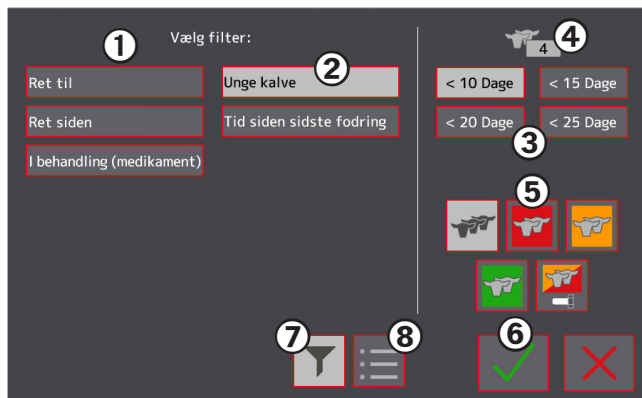 Vælg filter:
Ret til
Unge kalve
Ret siden
Tid siden sidste fodring
I behandling (medikament)
4
< 10 Dage
< 15 Dage
< 20 Dage
< 25 Dage
1
2
3
4
5
6
7
8